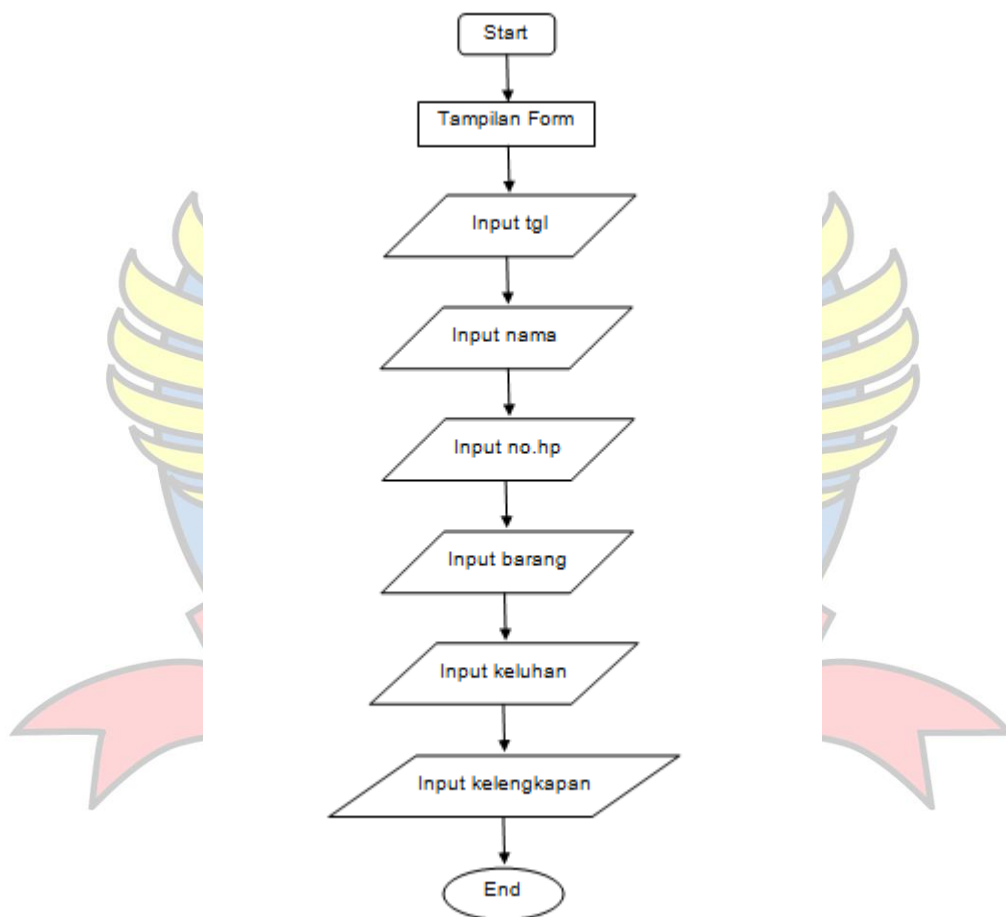 Start
Tampilan Form
Input tgl
Input nama
Input no.hp
Input barang
Input keluhan
Input kelengkapan
End